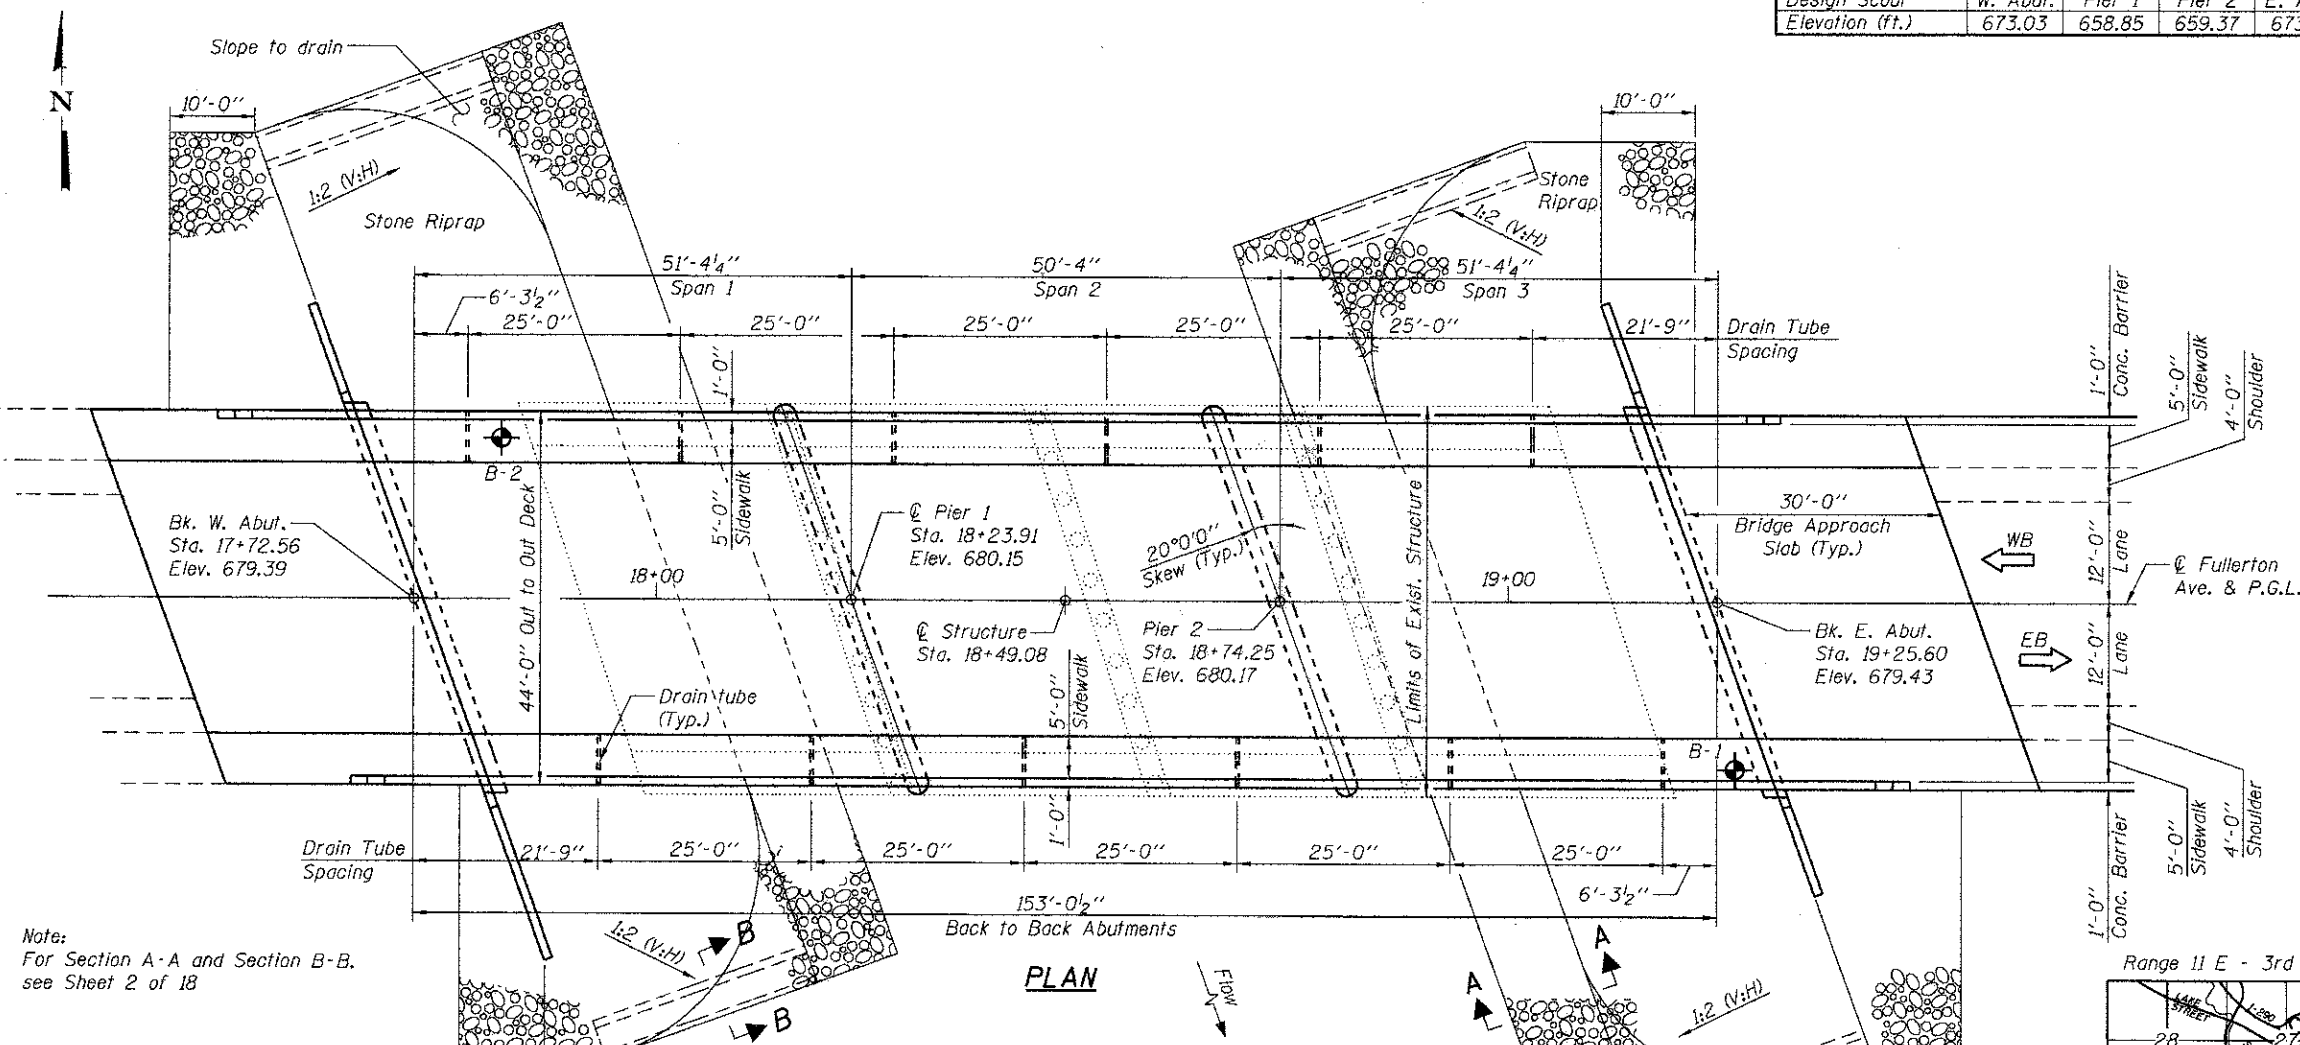 Design Scour W. Abut. Pier 1 Pier 2
Elevation (ft.) 673.03 658.85 659.37
N
Slope to drain
10'-0"
10'-0"
1:2 (V:H)
Stone Riprap
Stone
Riprap
1:2 (V:H)
51'-4¼"
Span 1
50'-4"
Span 2
51'-4¼"
Span 3
6'-3½"
25'-0"
25'-0"
25'-0"
25'-0"
25'-0"
21'-9"
Drain Tube
Spacing
1'-0"
Conc. Barrier
5'-0"
Sidewalk
4'-0"
Shoulder
1'-0"
5'-0"
Sidewalk
B-2
44'-0" Out to Out Deck
Bk. W. Abut.
Sta. 17+72.56
Elev. 679.39
18+00
℄ Pier 1
Sta. 18+23.91
Elev. 680.15
℄ Structure
Sta. 18+49.08
20°0'0"
Skew (Typ.)
Pier 2
Sta. 18+74.25
Elev. 680.17
Limits of Exist. Structure
19+00
30'-0"
Bridge Approach
Slab (Typ.)
WB
12'-0"
Lane
℄ Fullerton
Ave. & P.G.L.
Bk. E. Abut.
Sta. 19+25.60
Elev. 679.43
EB
12'-0"
Lane
Drain tube
(Typ.)
5'-0"
Sidewalk
1'-0"
B-1
Drain Tube
Spacing
21'-9"
25'-0"
25'-0"
25'-0"
25'-0"
25'-0"
6'-3½"
153'-0½"
Back to Back Abutments
1'-0"
Conc. Barrier
5'-0"
Sidewalk
4'-0"
Shoulder
Note:
For Section A-A and Section B-B,
see Sheet 2 of 18
1:2 (V:H)
B
B
PLAN
Flow
A
A
1:2 (V:H)
Range 11 E - 3rd
LAKE
STREET
I-290
28
27